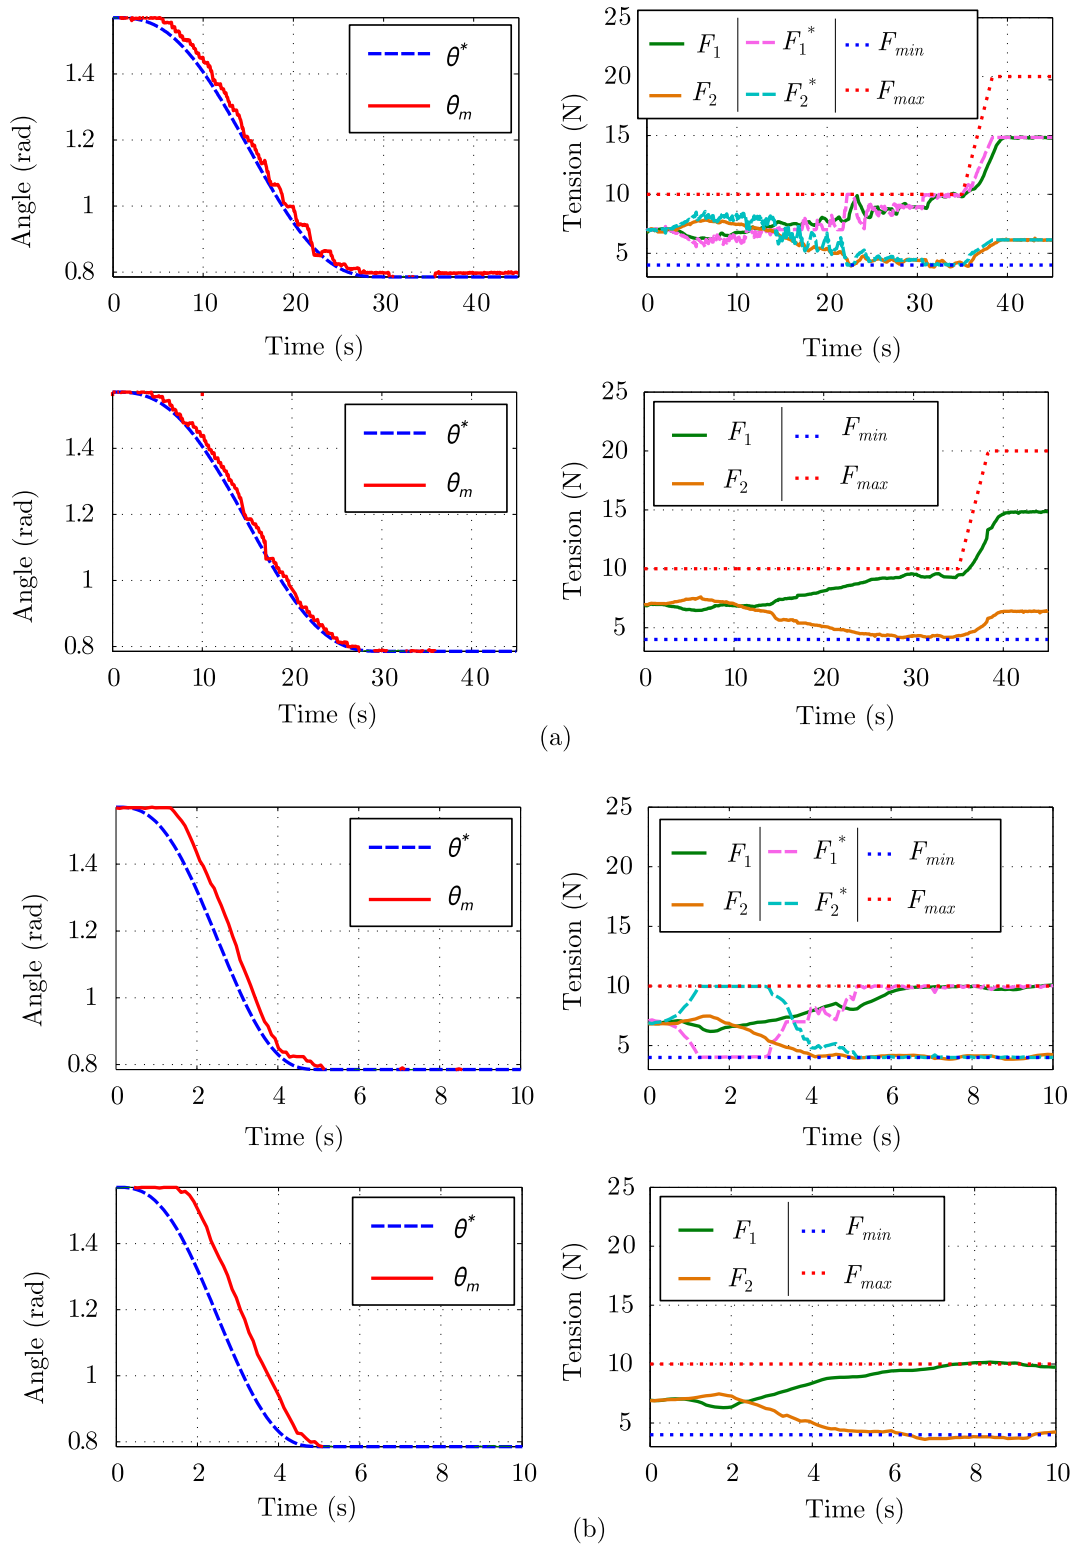 1.4
1.2
1
0.8
0
10
20
30
40
Angle (rad)
Time (s)
θ*
θm
25
20
15
10
5
0
10
20
30
40
Tension (N)
Time (s)
F1 F1* Fmin
F2 F2* Fmax
1.4
1.2
1
0.8
0
10
20
30
40
Angle (rad)
Time (s)
θ*
θm
25
20
15
10
5
0
10
20
30
40
Tension (N)
Time (s)
F1 Fmin
F2 Fmax
(a)
1.4
1.2
1
0.8
0
2
4
6
8
10
Angle (rad)
Time (s)
θ*
θm
25
20
15
10
5
0
2
4
6
8
10
Tension (N)
Time (s)
F1 F1* Fmin
F2 F2* Fmax
1.4
1.2
1
0.8
0
2
4
6
8
10
Angle (rad)
Time (s)
θ*
θm
25
20
15
10
5
0
2
4
6
8
10
Tension (N)
Time (s)
F1 Fmin
F2 Fmax
(b)